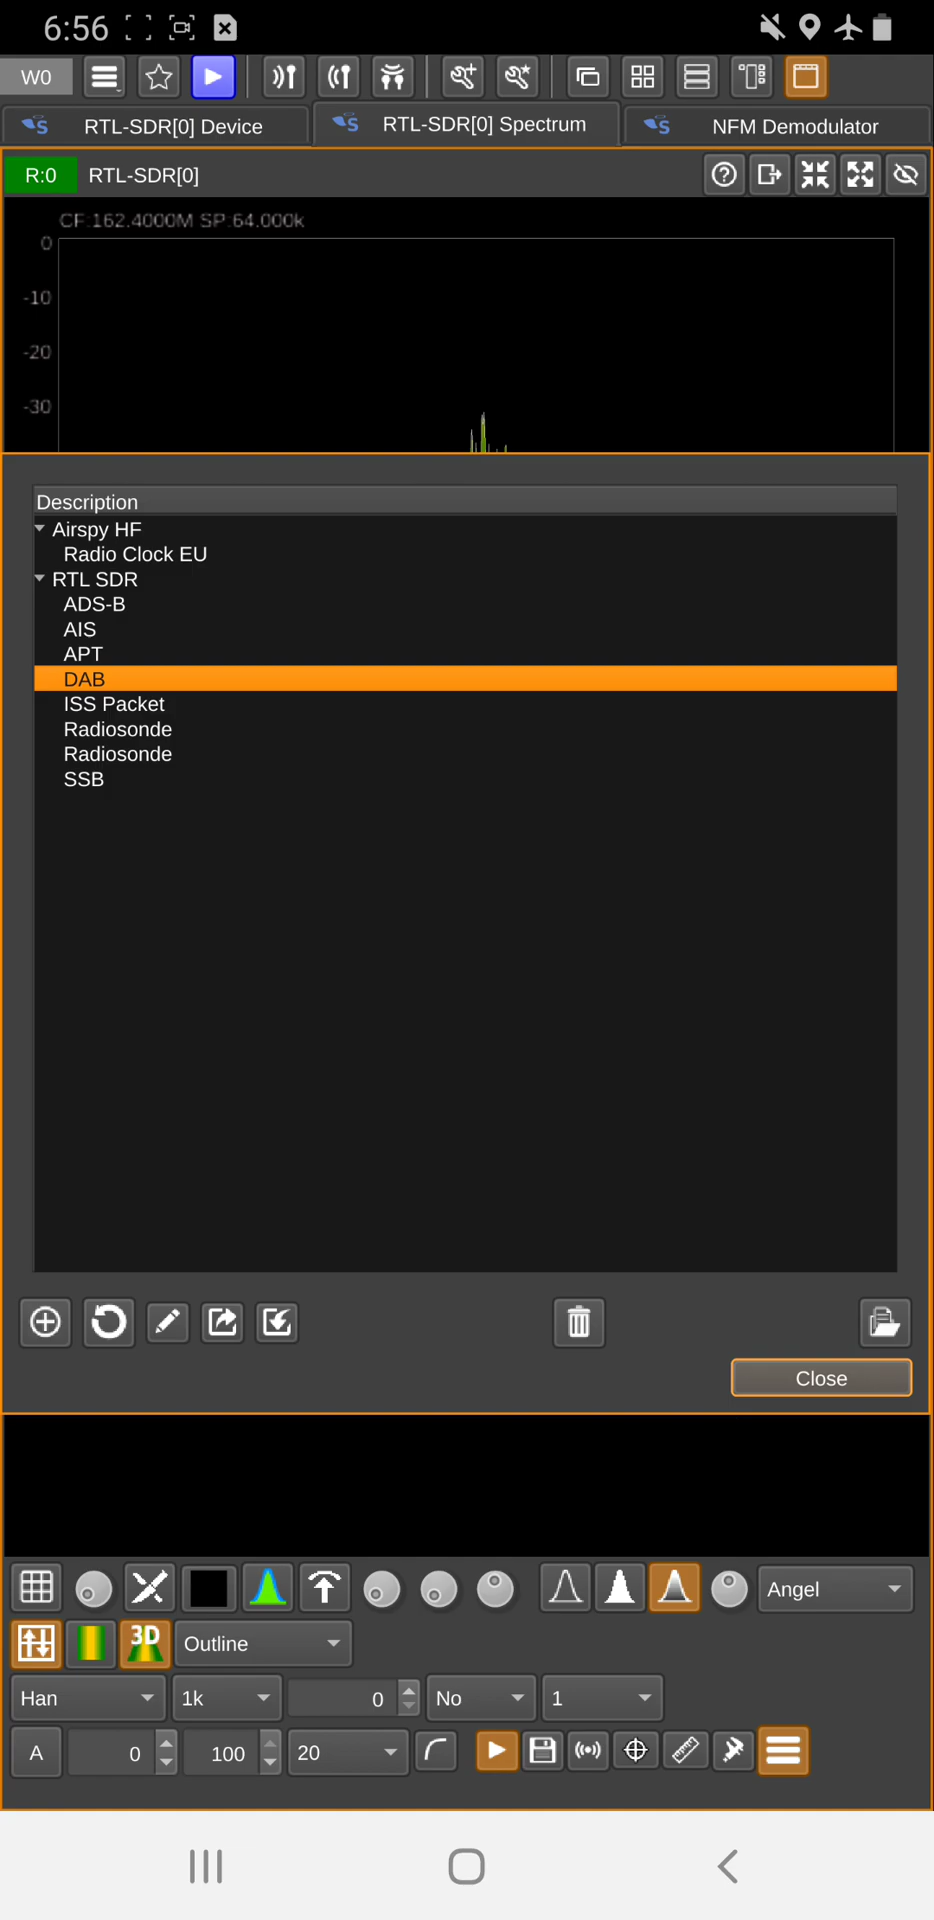 6:56
W0
RTL-SDR[0] Device
RTL-SDR[0] Spectrum
NFM Demodulator
R:0 RTL-SDR[0]
CF:162.4000M SP:64.000k
0
-10
-20
-30
Description
Airspy HF
Radio Clock EU
RTL SDR
ADS-B
AIS
APT
DAB
ISS Packet
Radiosonde
Radiosonde
SSB
Close
Angel
3D Outline
Han 1k 0 No 1
A 0 100 20